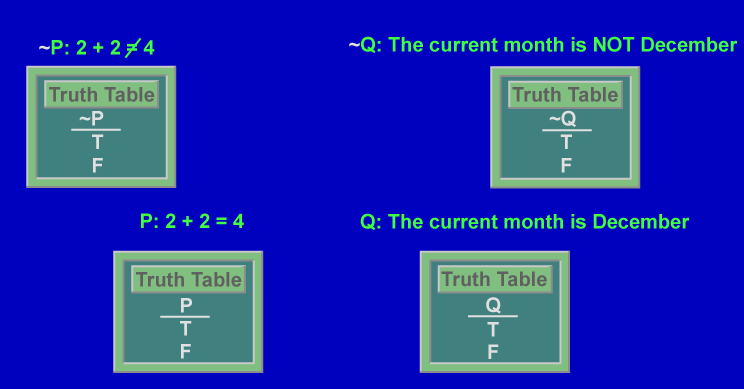 ~P: 2 + 2 ≠ 4
Truth Table
~P
T
F
~Q: The current month is NOT December
Truth Table
~Q
T
F
P: 2 + 2 = 4
Truth Table
P
T
F
Q: The current month is December
Truth Table
Q
T
F